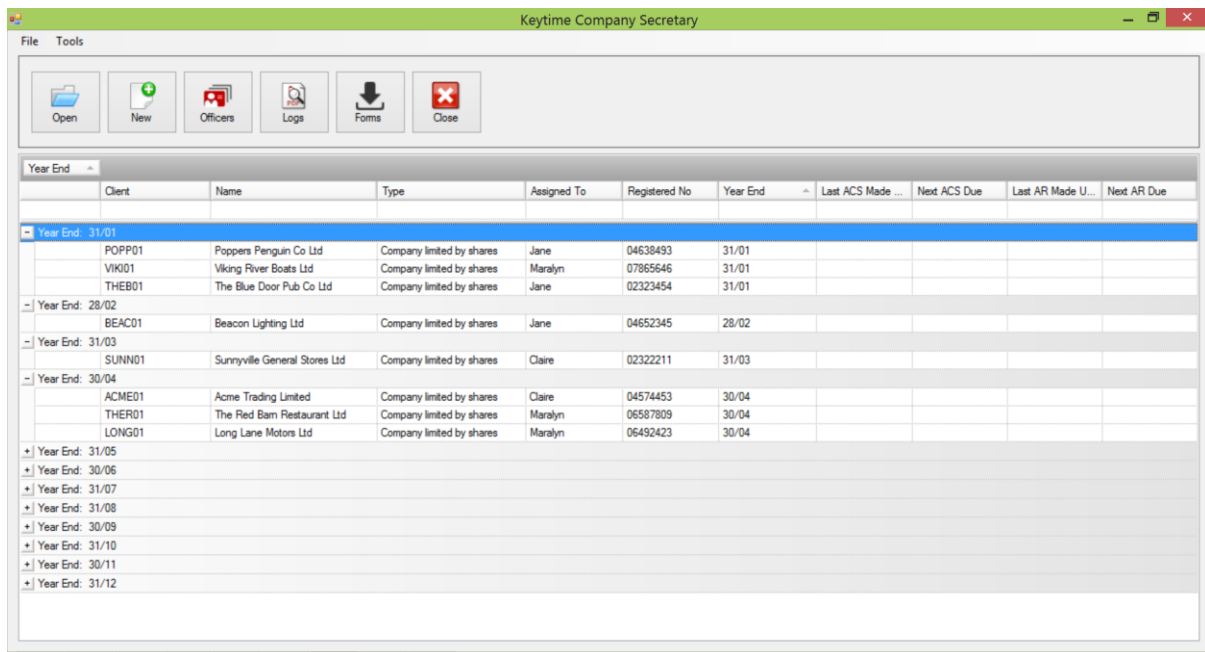 Keytime Company Secretary
File Tools
Open New Officers Logs Forms Close
Year End
Client Name Type Assigned To Registered No Year End Last ACS Made ... Next ACS Due Last AR Made U... Next AR Due
Year End: 31/01
POPP01 Poppers Penguin Co Ltd Company limited by shares Jane 04638493 31/01
VIKI01 Viking River Boats Ltd Company limited by shares Maralyn 07865646 31/01
THEB01 The Blue Door Pub Co Ltd Company limited by shares Jane 02323454 31/01
Year End: 28/02
BEAC01 Beacon Lighting Ltd Company limited by shares Jane 04652345 28/02
Year End: 31/03
SUNN01 Sunnyville General Stores Ltd Company limited by shares Claire 02322211 31/03
Year End: 30/04
ACME01 Acme Trading Limited Company limited by shares Claire 04574453 30/04
THER01 The Red Barn Restaurant Ltd Company limited by shares Maralyn 06587809 30/04
LONG01 Long Lane Motors Ltd Company limited by shares Maralyn 06492423 30/04
Year End: 31/05
Year End: 30/06
Year End: 31/07
Year End: 31/08
Year End: 30/09
Year End: 31/10
Year End: 30/11
Year End: 31/12